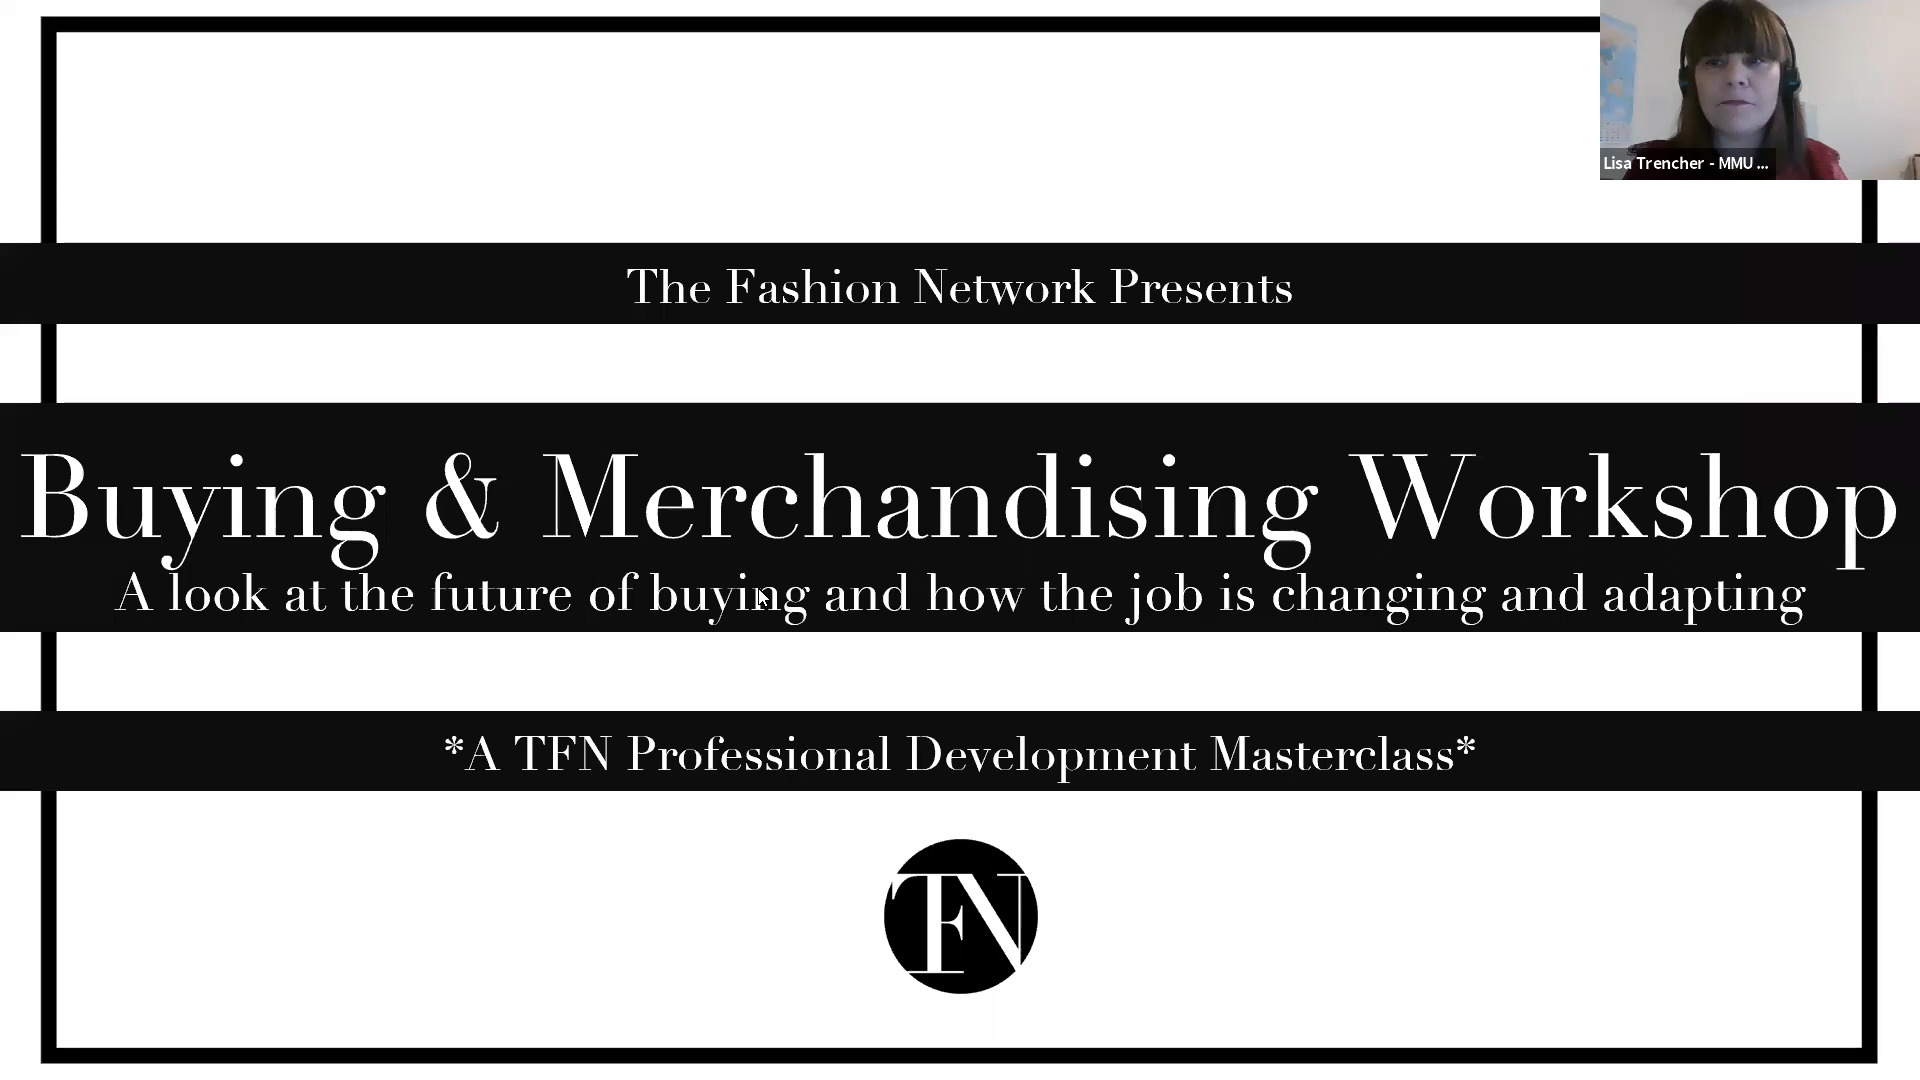 Lisa Trencher - MMU ...
The Fashion Network Presents
Buying & Merchandising Workshop
A look at the future of buying and how the job is changing and adapting
*A TFN Professional Development Masterclass*
TFN